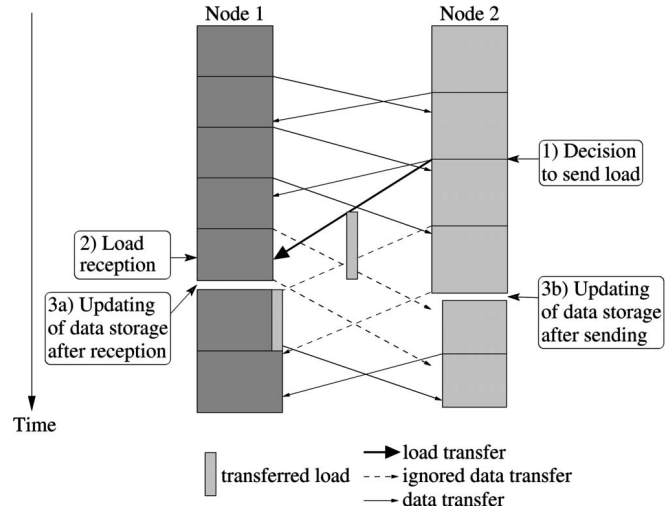 Node 1
Node 2
1) Decision
to send load
2) Load
reception
3a) Updating
of data storage
after reception
3b) Updating
of data storage
after sending
Time
transferred load
load transfer
ignored data transfer
data transfer